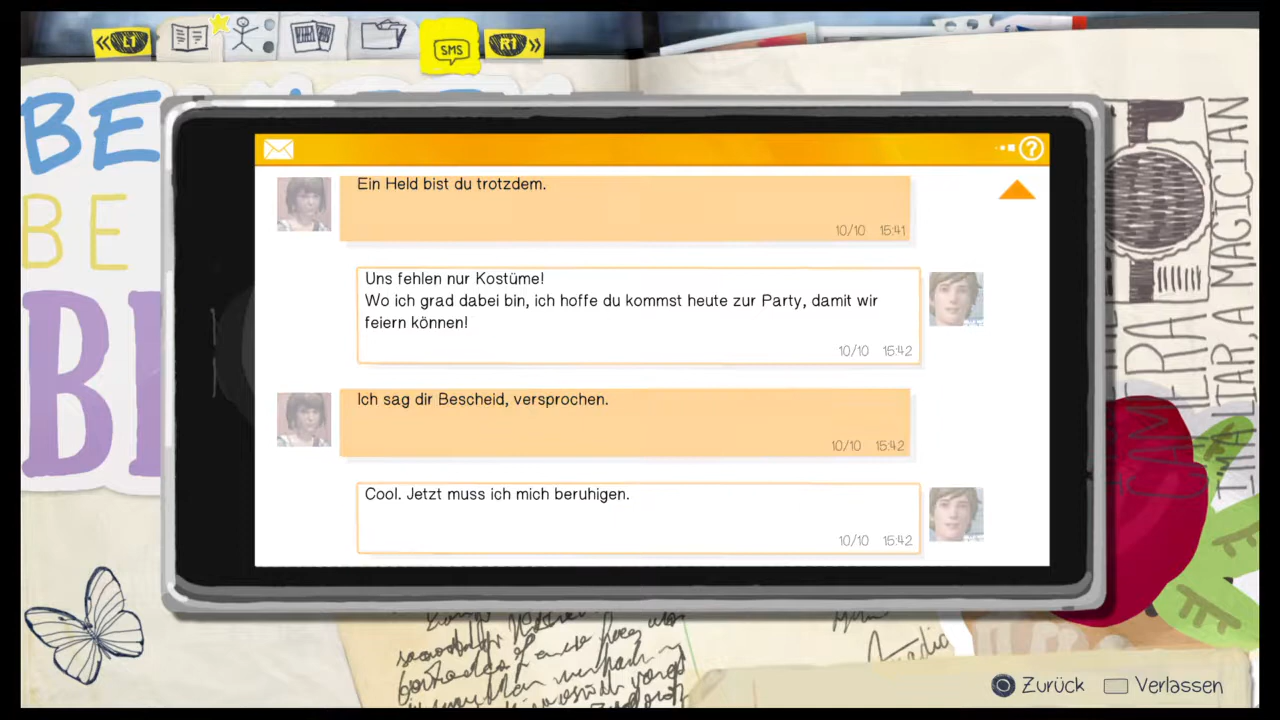 L1
SMS
R1
BE
BE
BE
Ein Held bist du trotzdem.
10/10 15:41
Uns fehlen nur Kostüme!
Wo ich grad dabei bin, ich hoffe du kommst heute zur Party, damit wir
feiern können!
10/10 15:42
Ich sag dir Bescheid, versprochen.
10/10 15:42
Cool. Jetzt muss ich mich beruhigen.
10/10 15:42
CAMERA
I'M A LIAR, A MAGICIAN
Zurück
Verlassen